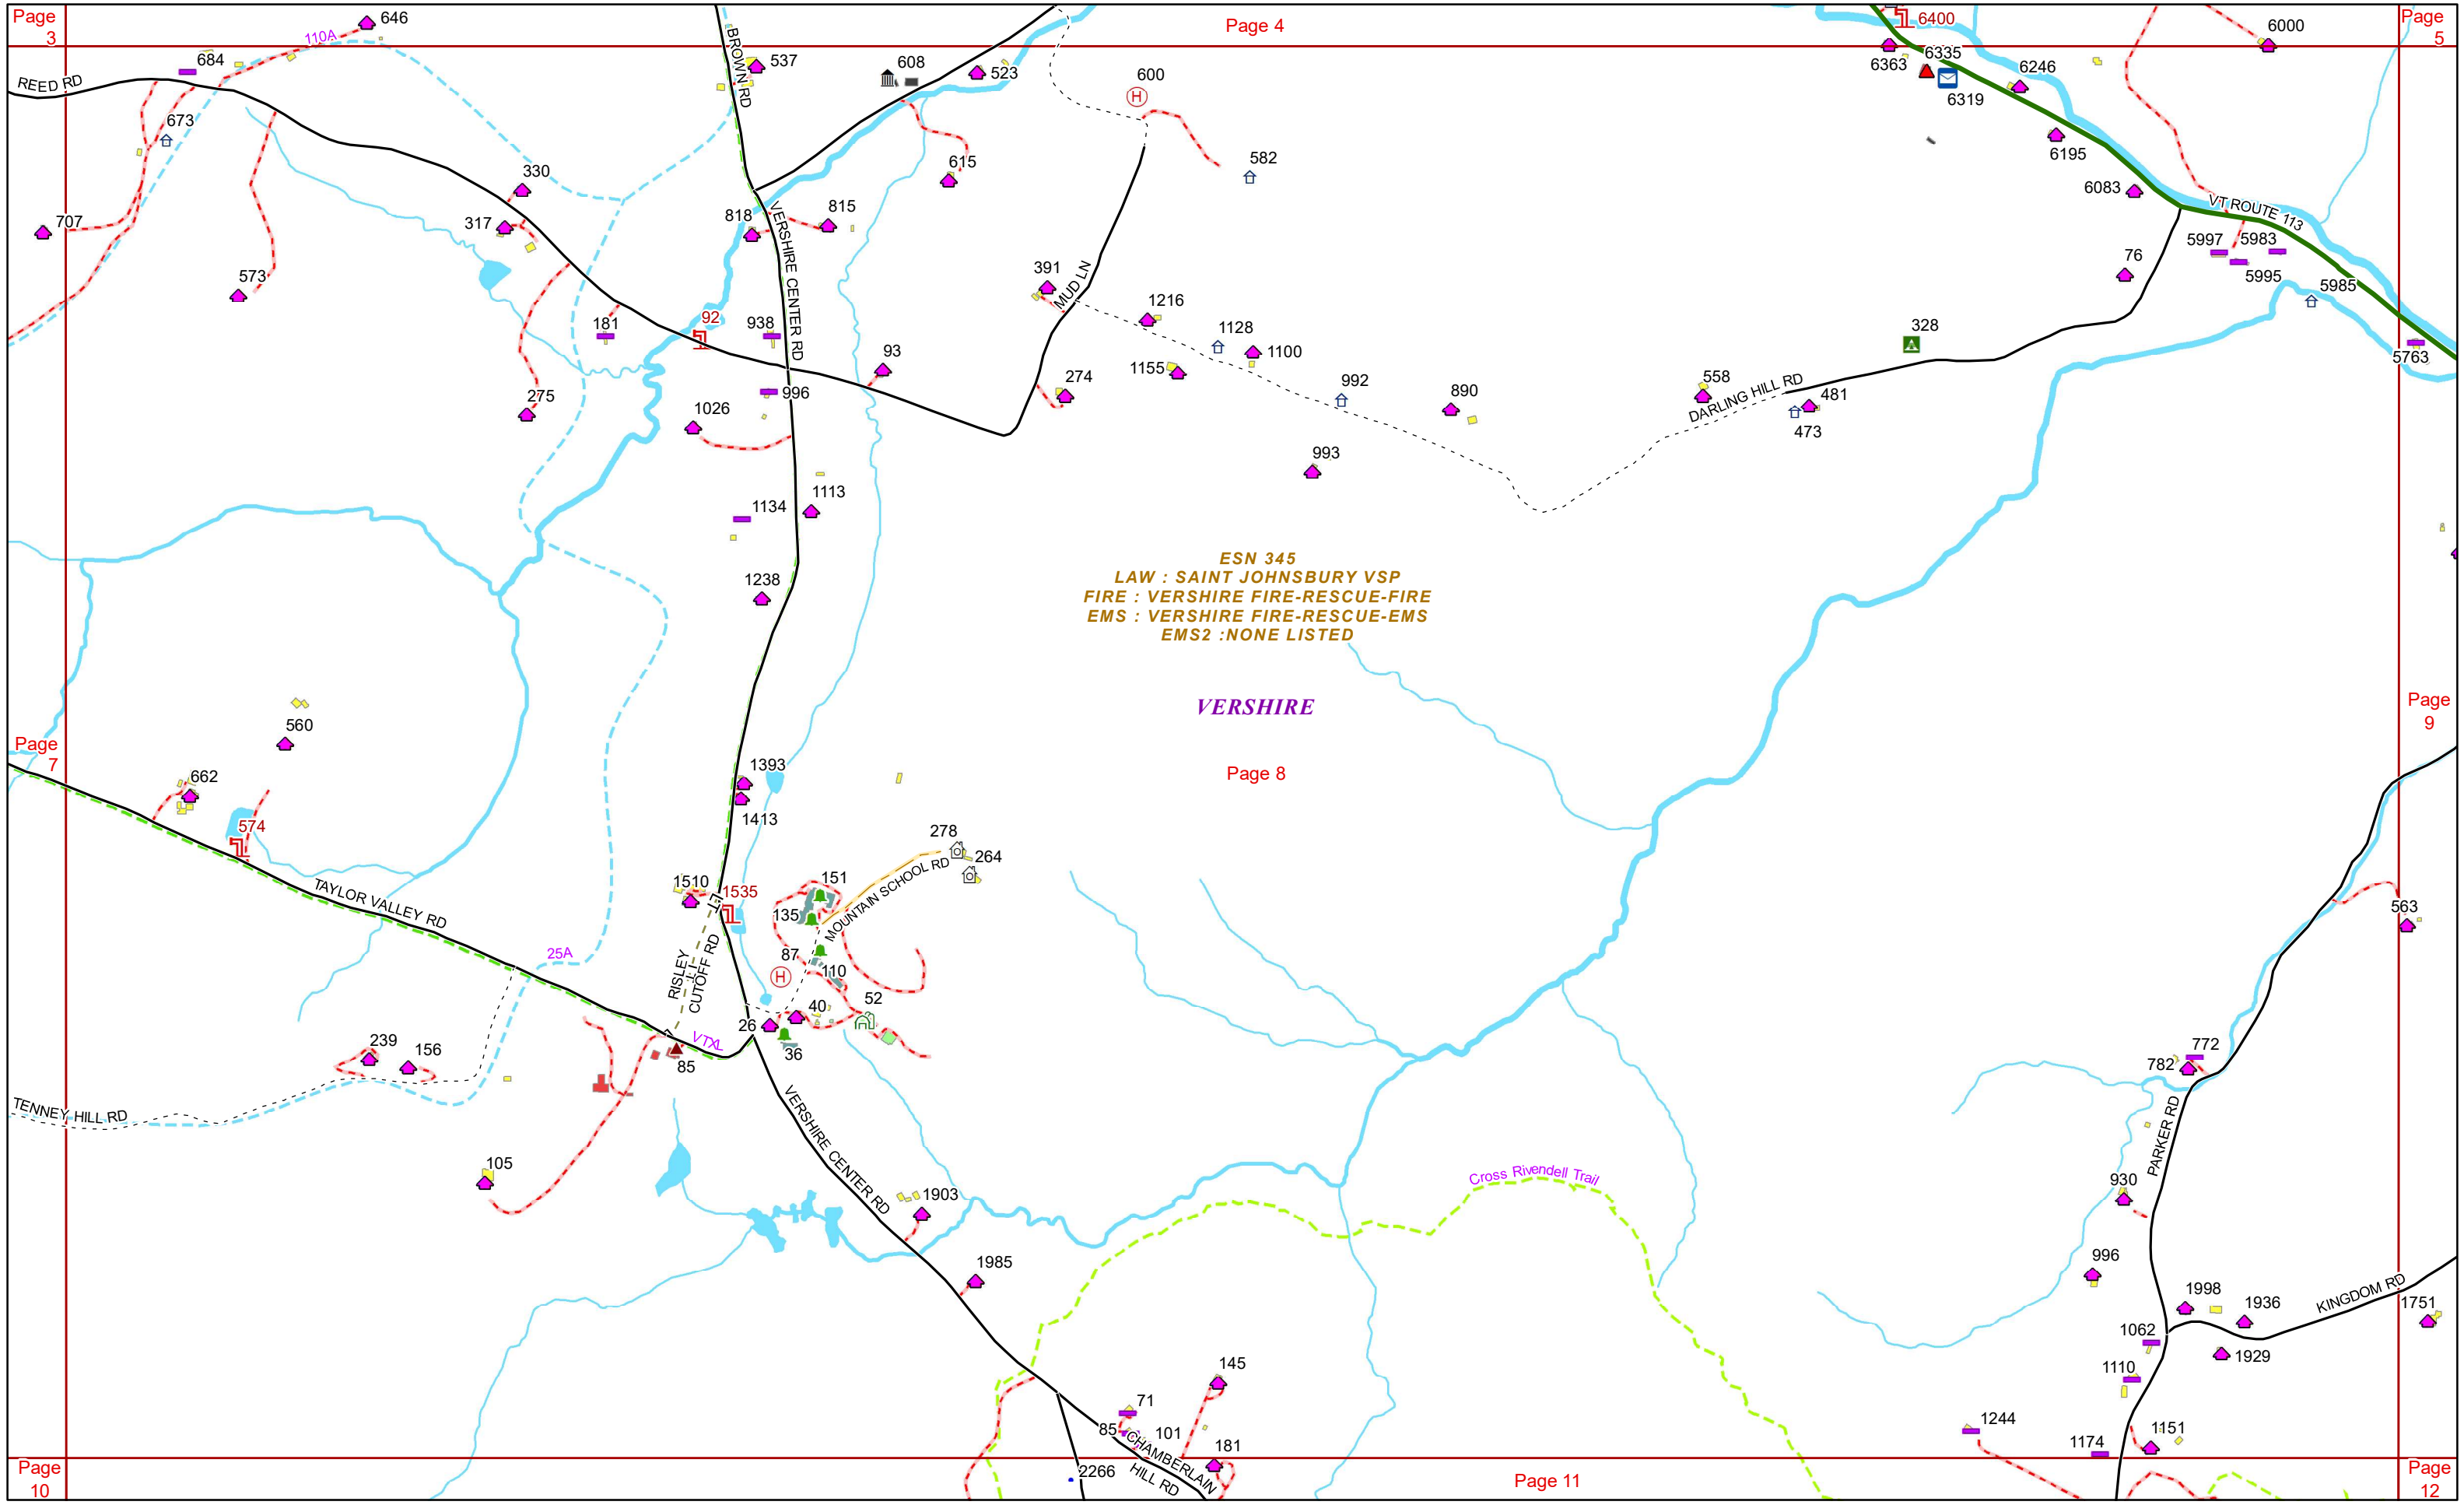 Page
3
646
110A
Page 4
6400
Page
5
6000
REED RD
684
BROWN RD
537
608
523
600
6363
6335
6319
6246
673
615
582
6195
330
6083
VT ROUTE 113
707
317
818
815
VERSHIRE CENTER RD
5997
5983
5995
5985
76
573
391
MUD LN
1216
1128
1100
1155
181
92
938
93
328
5763
275
996
1026
274
992
890
558
DARLING HILL RD
481
473
993
1134
1113
1238
ESN 345
LAW : SAINT JOHNSBURY VSP
FIRE : VERSHIRE FIRE-RESCUE-FIRE
EMS : VERSHIRE FIRE-RESCUE-EMS
EMS2 :NONE LISTED
VERSHIRE
Page
9
560
Page
7
662
1393
1413
Page 8
574
278
264
MOUNTAIN SCHOOL RD
TAYLOR VALLEY RD
1510
1535
151
135
87
110
563
25A
RISLEY
CUTOFF RD
52
40
26
36
VTXL
85
239
156
TENNEY HILL RD
772
782
VERSHIRE CENTER RD
PARKER RD
105
1903
Cross Rivendell Trail
930
1985
996
1998
1936
KINGDOM RD
1751
1062
1929
1110
145
71
85
101
CHAMBERLAIN
HILL RD
181
1244
1174
1151
Page
10
2266
Page 11
Page
12